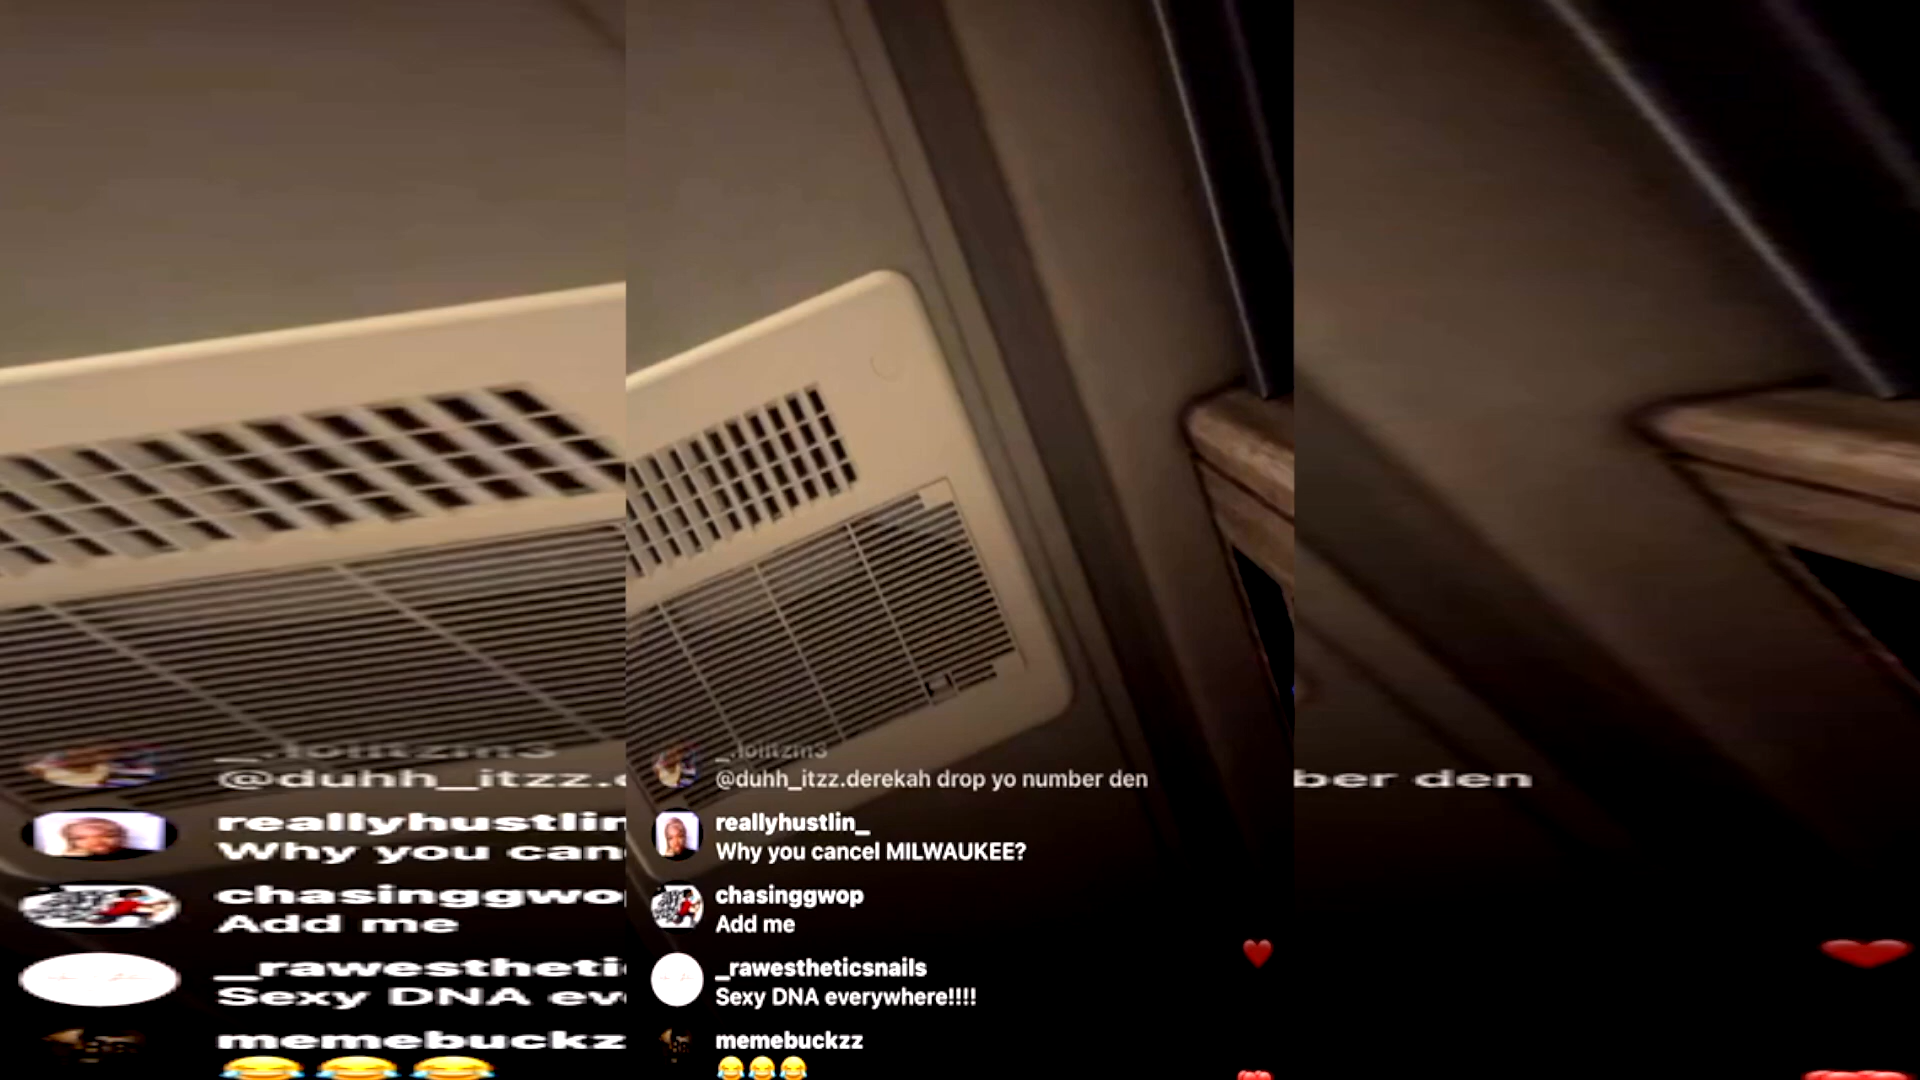 _.lolitzm3
@duhh_itzz.derekah drop yo number den
reallyhustlin_
Why you cancel MILWAUKEE?
chasinggwop
Add me
_rawestheticsnails
Sexy DNA everywhere!!!!
memebuckzz
😂😂😂